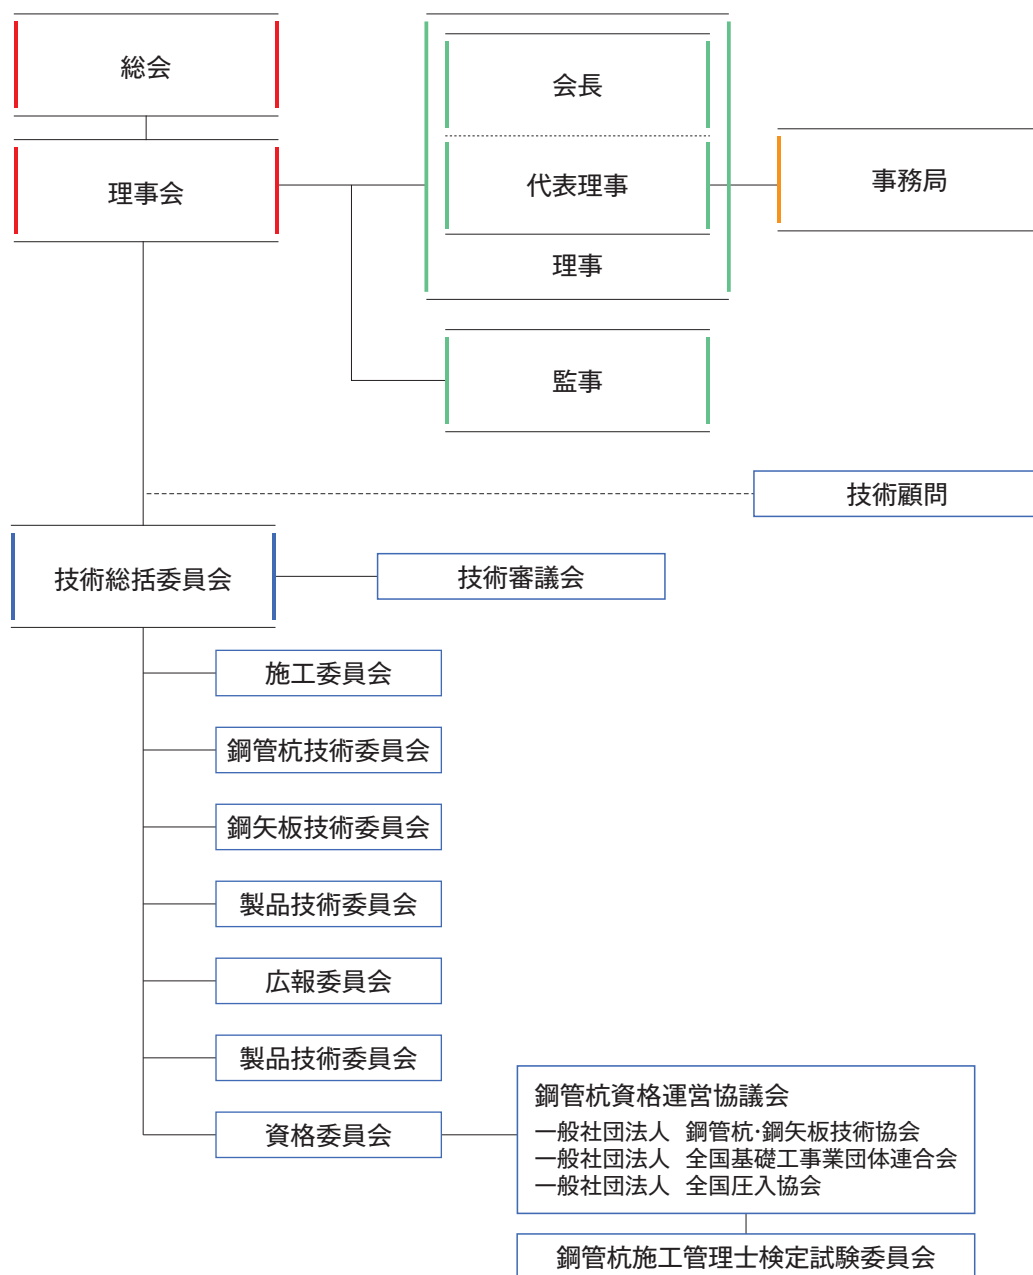 総会
理事会
会長
代表理事
理事
事務局
監事
技術顧問
技術総括委員会
技術審議会
施工委員会
鋼管杭技術委員会
鋼矢板技術委員会
製品技術委員会
広報委員会
製品技術委員会
資格委員会
鋼管杭資格運営協議会
一般社団法人 鋼管杭·鋼矢板技術協会
一般社団法人 全国基礎工事業団体連合会
一般社団法人 全国圧入協会
鋼管杭施工管理士検定試験委員会